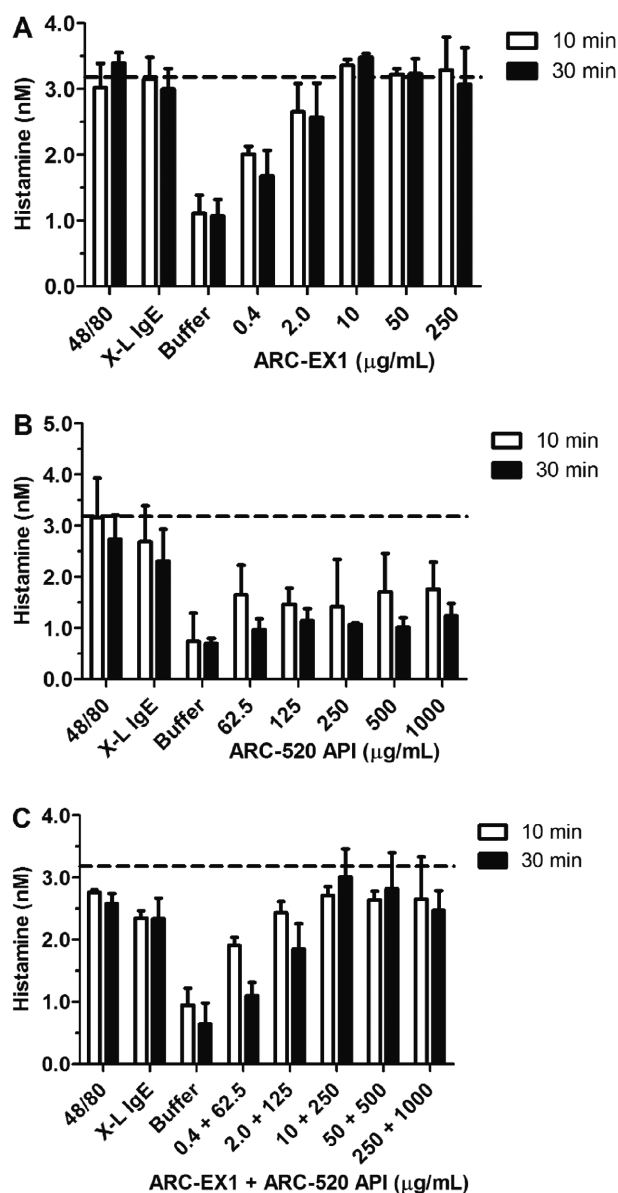 A
10 min
30 min
Histamine (nM)
4.0
3.0
2.0
1.0
0.0
48/80
X-L IgE
Buffer
0.4
2.0
10
50
250
ARC-EX1 (μg/mL)
B
10 min
30 min
Histamine (nM)
5.0
4.0
3.0
2.0
1.0
0.0
48/80
X-L IgE
Buffer
62.5
125
250
500
1000
ARC-520 API (μg/mL)
C
10 min
30 min
Histamine (nM)
4.0
3.0
2.0
1.0
0.0
48/80
X-L IgE
Buffer
0.4 + 62.5
2.0 + 125
10 + 250
50 + 500
250 + 1000
ARC-EX1 + ARC-520 API (μg/mL)